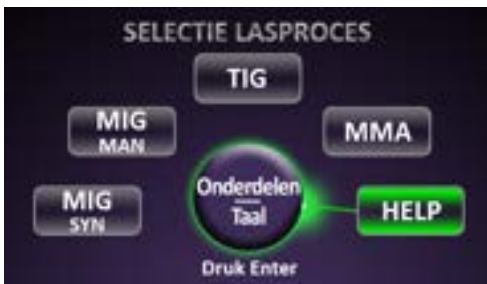 SELECTIE LASPROCES
TIG
MIG
MAN
MMA
MIG
SYN
Onderdelen
Taal
HELP
Druk Enter